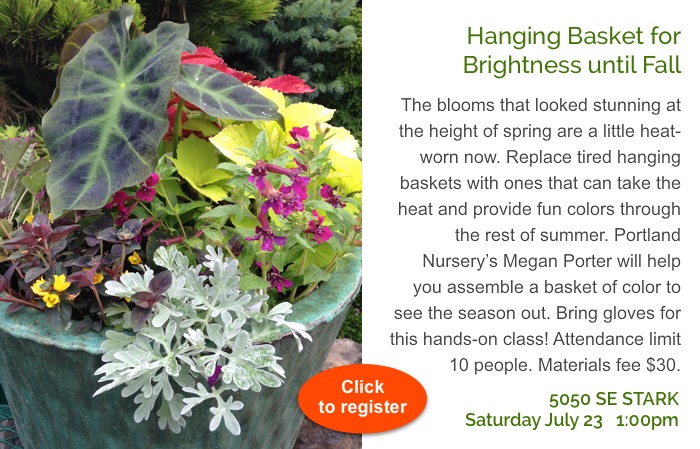 Hanging Basket for
Brightness until Fall
The blooms that looked stunning at
the height of spring are a little heat-
worn now. Replace tired hanging
baskets with ones that can take the
heat and provide fun colors through
the rest of summer. Portland
Nursery’s Megan Porter will help
you assemble a basket of color to
see the season out. Bring gloves for
this hands-on class! Attendance limit
10 people. Materials fee $30.
Click
to register
5050 SE STARK
Saturday July 23 1:00pm